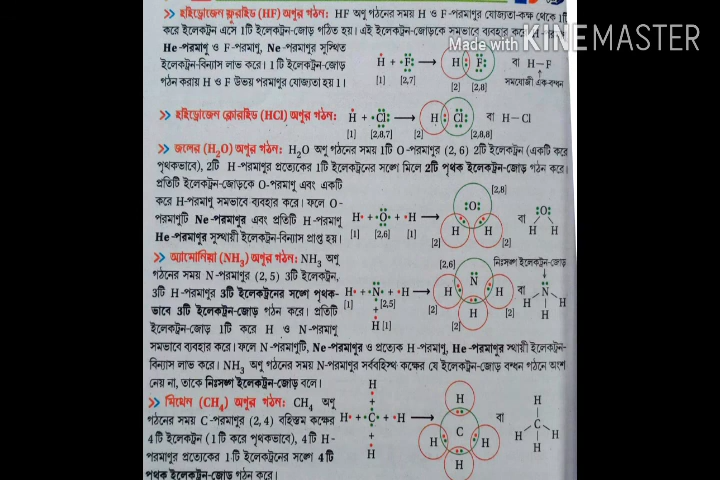 >> হাইড্রোজেন ফ্লুরাইড (HF) অণুর গঠন: HF অণু গঠনের সময় H ও F-পরমাণুর যোজ্যতা-কক্ষ থেকে 1টি
করে ইলেকট্রন এসে 1টি ইলেকট্রন-জোড় গঠিত হয়। এই ইলেকট্রন-জোড়কে সমভাবে ব্যবহার করে
Made with KINEMASTER
He-পরমাণু ও F-পরমাণু, Ne-পরমাণুর সুস্থিত
ইলেকট্রন-বিন্যাস লাভ করে। 1টি ইলেকট্রন-জোড়
গঠন করায় H ও F উভয় পরমাণুর যোজ্যতা হয় 1।
H + F → H F বা H–F
[1] [2,7] [2] [2,8] সমযোজী এক-বন্ধন
>> হাইড্রোজেন ক্লোরাইড (HCl) অণুর গঠন: H + Cl → H Cl বা H–Cl
[1] [2,8,7] [2] [2,8,8]
>> জলের (H₂O) অণুর গঠন: H₂O অণু গঠনের সময় 1টি O-পরমাণুর (2, 6) 2টি ইলেকট্রন (একটি করে
পৃথকভাবে), 2টি H-পরমাণুর প্রত্যেকের 1টি ইলেকট্রনের সঙ্গে মিলে 2টি পৃথক ইলেকট্রন-জোড় গঠন করে।
প্রতিটি ইলেকট্রন-জোড়কে O-পরমাণু এবং একটি
করে H-পরমাণু সমভাবে ব্যবহার করে। ফলে O-
পরমাণুটি Ne-পরমাণুর এবং প্রতিটি H-পরমাণু
He-পরমাণুর সুস্থায়ী ইলেকট্রন-বিন্যাস প্রাপ্ত হয়।
[2,8]
H + O + H → O H H বা O H H
[1] [2,6] [1] [2] [2]
>> অ্যামোনিয়া (NH₃) অণুর গঠন: NH₃ অণু
গঠনের সময় N-পরমাণুর (2, 5) 3টি ইলেকট্রন,
3টি H-পরমাণুর 3টি ইলেকট্রনের সঙ্গে পৃথক-
ভাবে 3টি ইলেকট্রন-জোড় গঠন করে। প্রতিটি
ইলেকট্রন-জোড় 1টি করে H ও N-পরমাণু
[2,6] নিঃসঙ্গ ইলেকট্রন-জোড়
H + N + H → N H H H বা N H H H
[1] [2,5] [1] [2] [2]
+
H [1] [2]
সমভাবে ব্যবহার করে। ফলে N-পরমাণুটি, Ne-পরমাণুর ও প্রত্যেক H-পরমাণু, He-পরমাণুর স্থায়ী ইলেকট্রন-
বিন্যাস লাভ করে। NH₃ অণু গঠনের সময় N-পরমাণুর সর্ববহিস্থ কক্ষের যে ইলেকট্রন-জোড় বন্ধন গঠনে অংশ
নেয় না, তাকে নিঃসঙ্গ ইলেকট্রন-জোড় বলে।
>> মিথেন (CH₄) অণুর গঠন: CH₄ অণু
গঠনের সময় C-পরমাণুর (2, 4) বহিস্তম কক্ষের
4টি ইলেকট্রন (1টি করে পৃথকভাবে), 4টি H-
পরমাণুর প্রত্যেকের 1টি ইলেকট্রনের সঙ্গে 4টি
পৃথক ইলেকট্রন-জোড় গঠন করে।
H
+
H + C + H → H H C H H বা H H C H H
+
H